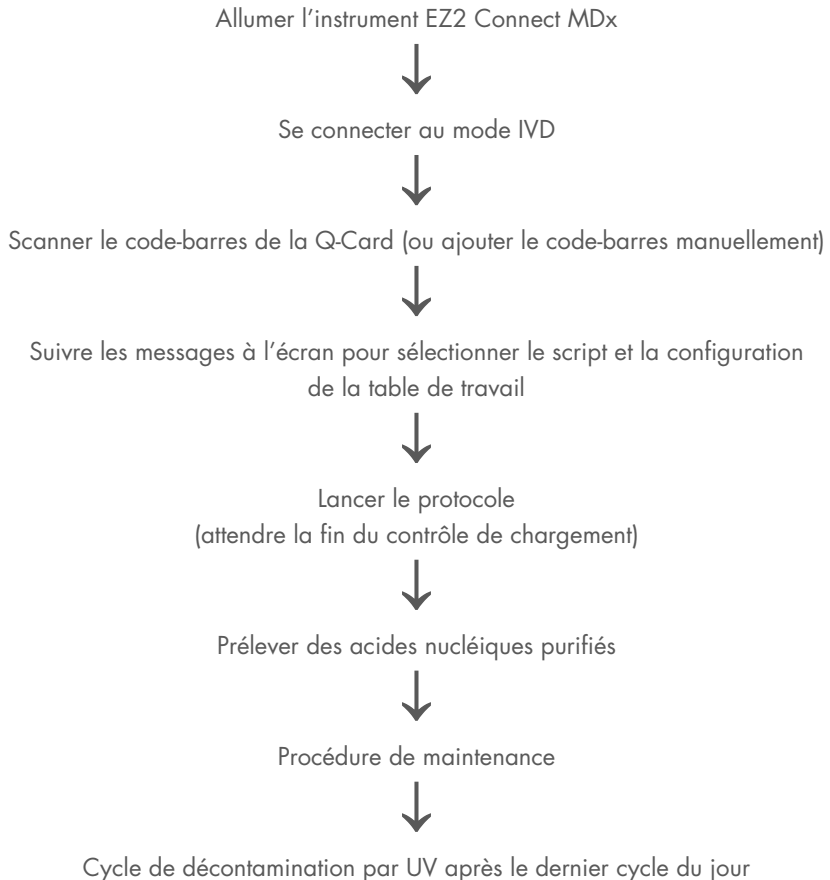 Allumer l'instrument EZ2 Connect MDx
Se connecter au mode IVD
Scanner le code-barres de la Q-Card (ou ajouter le code-barres manuellement)
Suivre les messages à l'écran pour sélectionner le script et la configuration
de la table de travail
Lancer le protocole
(attendre la fin du contrôle de chargement)
Prélever des acides nucléiques purifiés
Procédure de maintenance
Cycle de décontamination par UV après le dernier cycle du jour